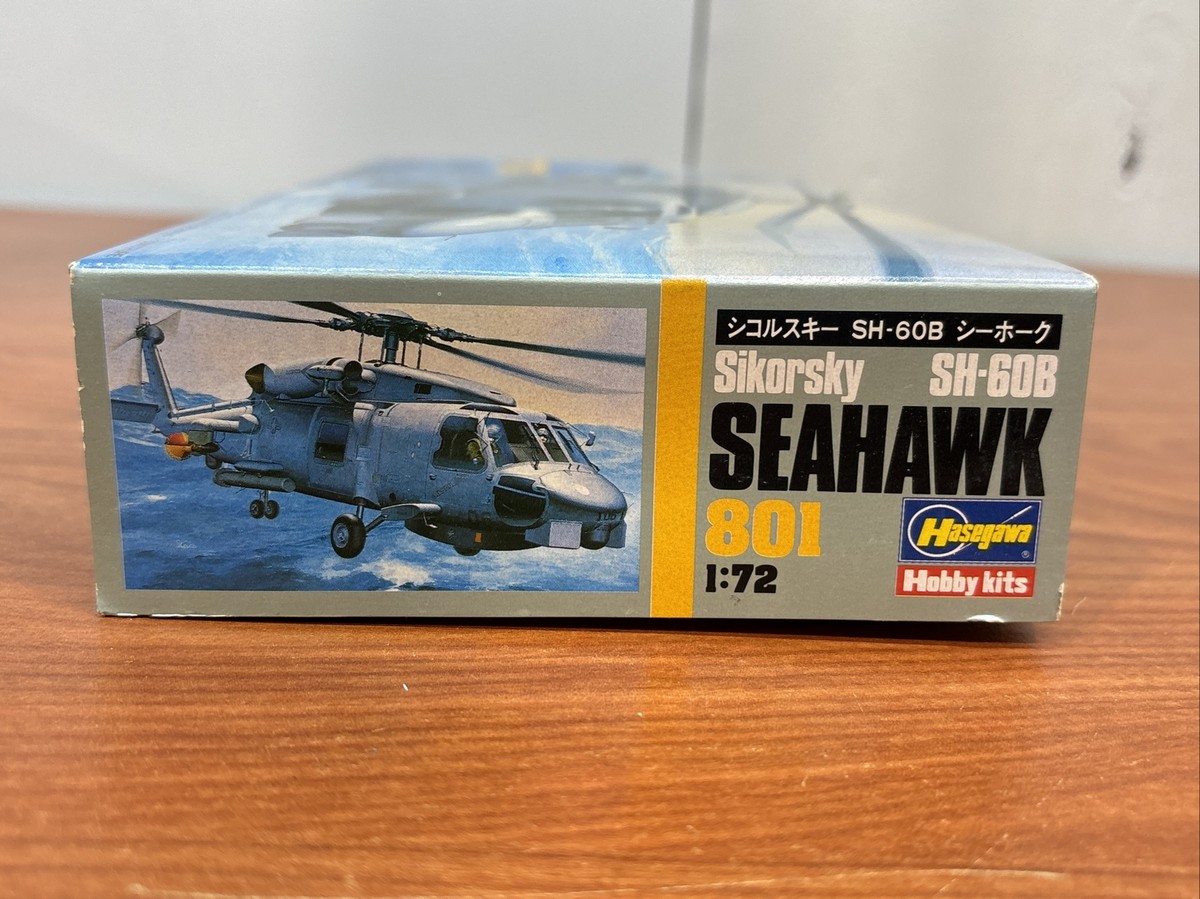 シコルスキー SH-60B シーホーク
Sikorsky SH-60B
SEAHAWK
801
1:72
Hasegawa
®
Hobby kits